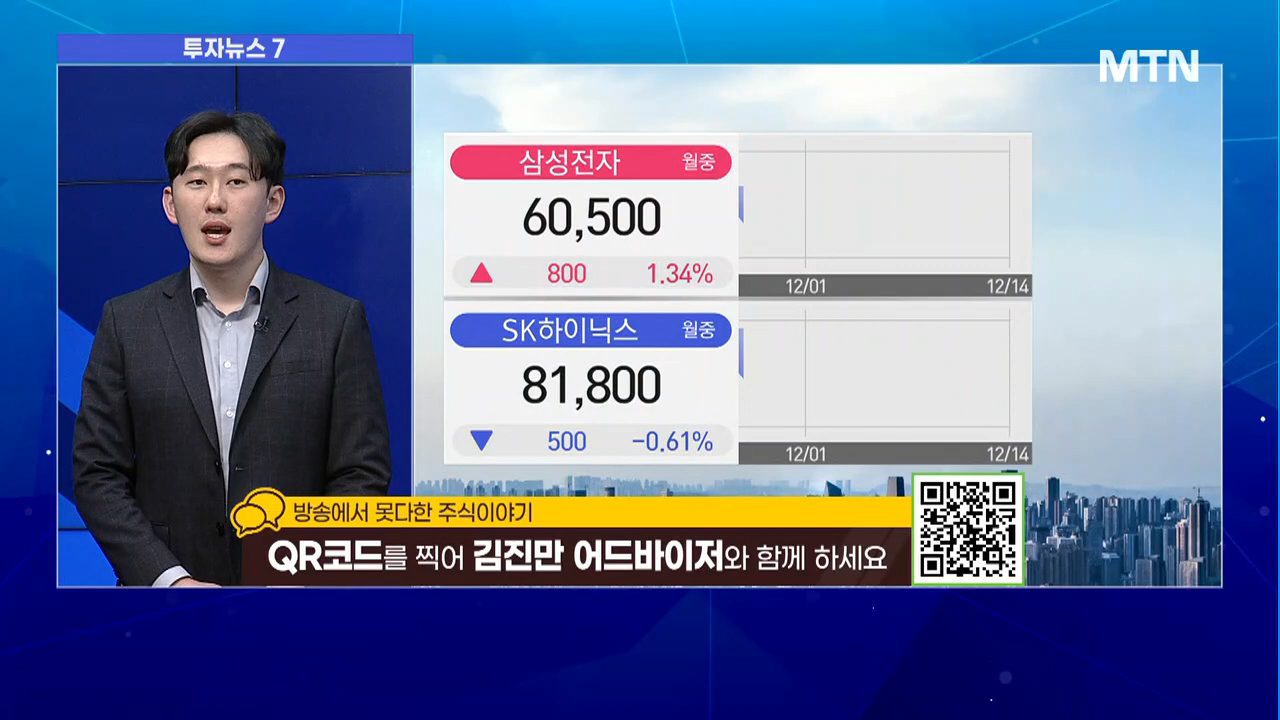 투자뉴스 7
MTN
삼성전자 월중
60,500
▲ 800 1.34%
12/01 12/14
SK하이닉스 월중
81,800
▼ 500 -0.61%
12/01 12/14
방송에서 못다한 주식이야기
QR코드를 찍어 김진만 어드바이저와 함께 하세요